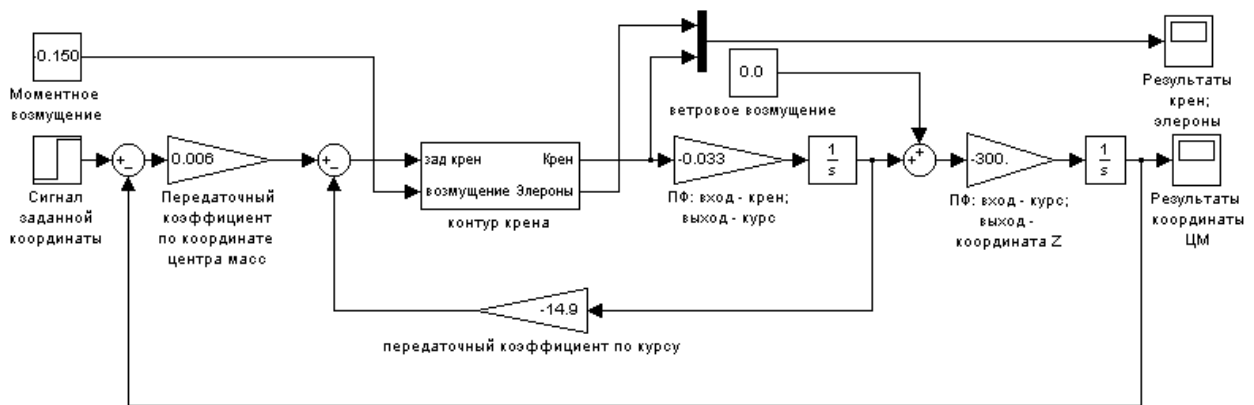 -0.150
Моментное
возмущение
0.0
ветровое возмущение
Результаты
крен;
элероны
Сигнал
заданной
координаты
+
−
0.006
Передаточный
коэффициент
по координате
центра масс
+
−
зад крен
Крен
возмущение
Элероны
контур крена
-0.033
ПФ: вход - крен;
выход - курс
1
s
+
+
-300.
ПФ: вход - курс;
выход -
координата Z
1
s
Результаты
координаты
ЦМ
-14.9
передаточный коэффициент по курсу